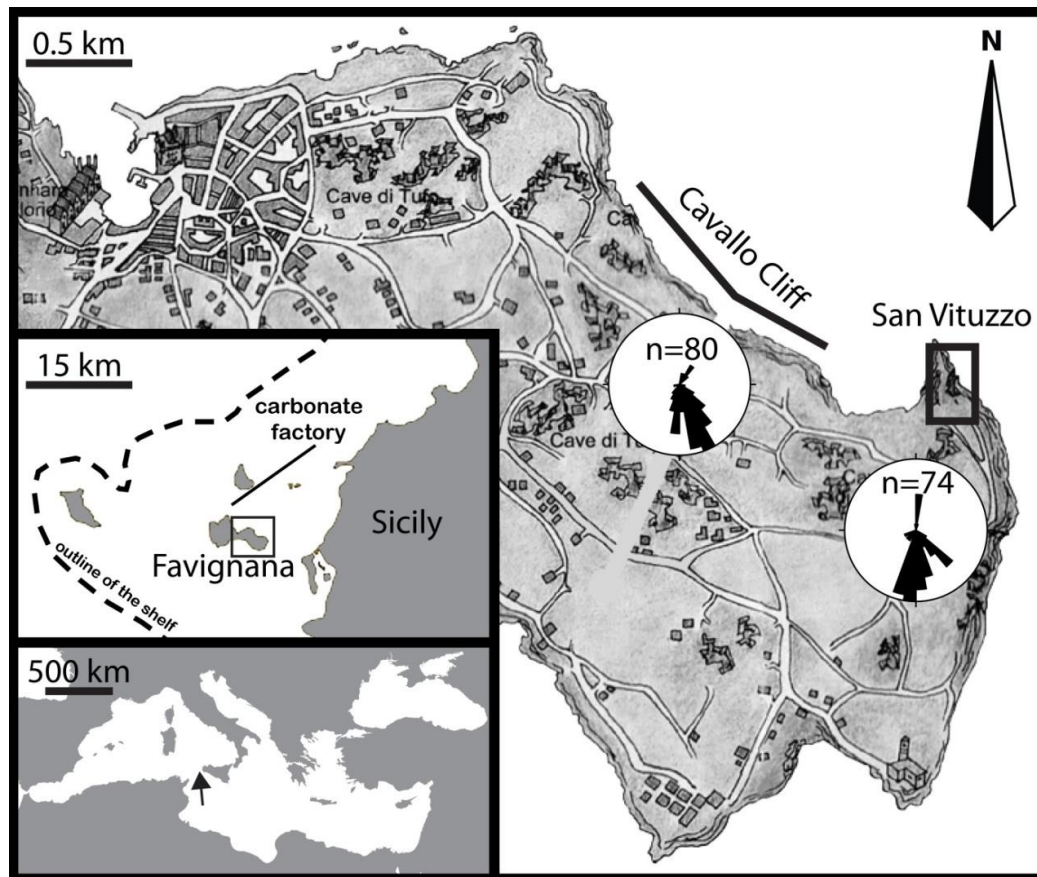 0.5 km
N
Cave di Tufo
Cavallo Cliff
San Vituzzo
n=80
Cave di Tu
n=74
15 km
carbonate
factory
Sicily
Favignana
outline of the shelf
500 km